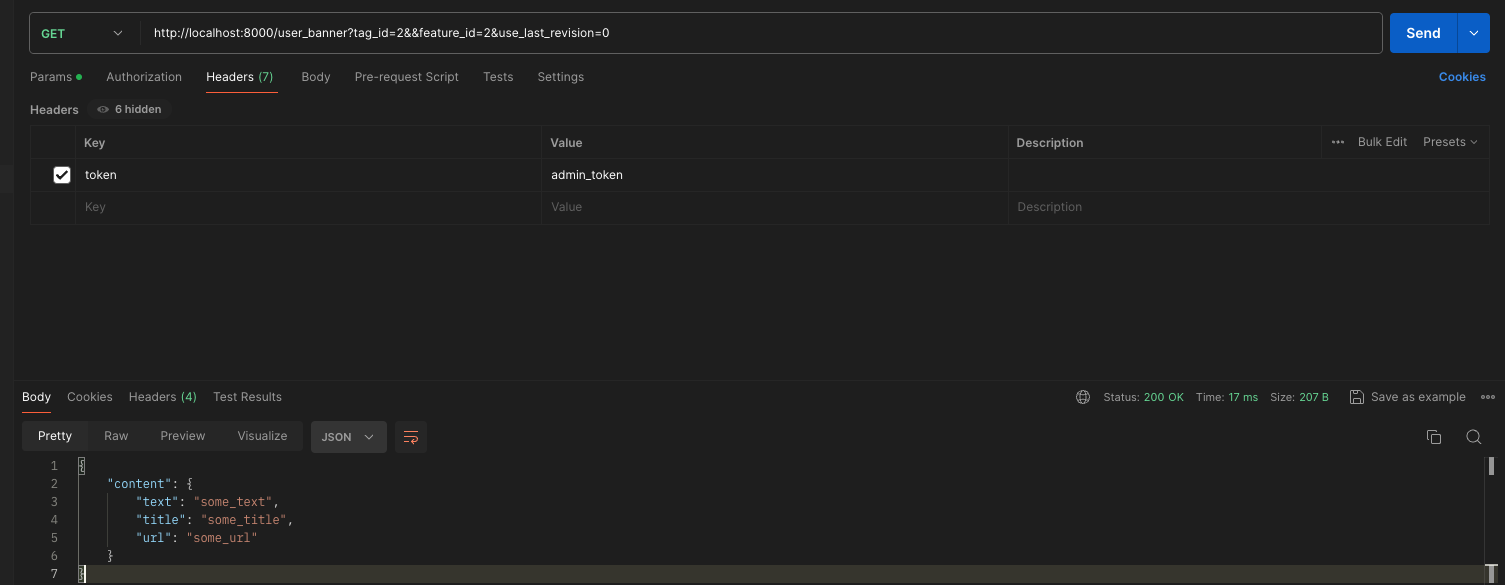 GET http://localhost:8000/user_banner?tag_id=2&&feature_id=2&use_last_revision=0 Send
Params Authorization Headers (7) Body Pre-request Script Tests Settings Cookies
Headers 6 hidden
Key Value Description ••• Bulk Edit Presets
token admin_token
Key Value Description
Body Cookies Headers (4) Test Results Status: 200 OK Time: 17 ms Size: 207 B Save as example •••
Pretty Raw Preview Visualize JSON
1 {
2 "content": {
3 "text": "some_text",
4 "title": "some_title",
5 "url": "some_url"
6 }
7 }